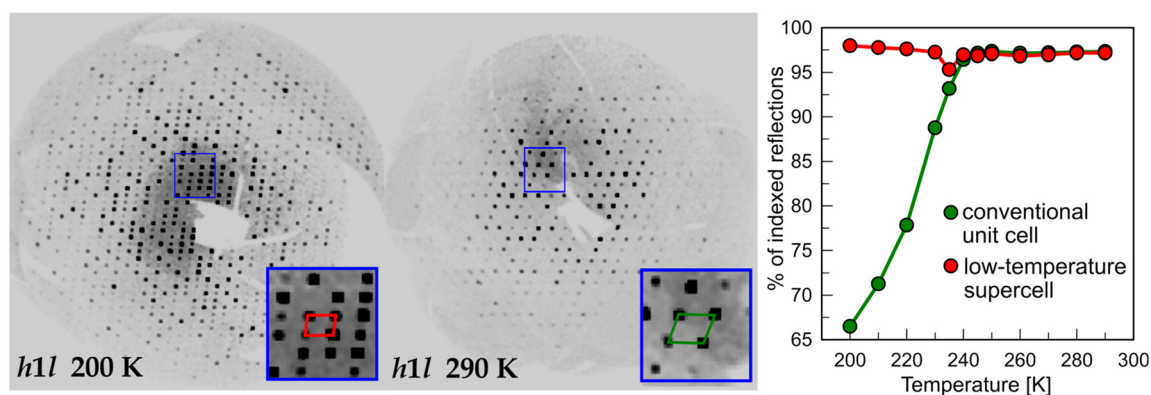 h1l 200 K
h1l 290 K
% of indexed reflections
100
95
90
85
80
75
70
65
conventional
unit cell
low-temperature
supercell
200 220 240 260 280 300
Temperature [K]